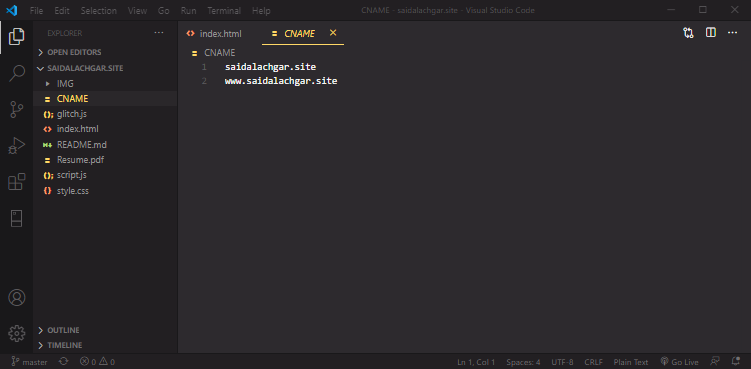 File Edit Selection View Go Run Terminal Help CNAME - saidalachgar.site - Visual Studio Code
EXPLORER
OPEN EDITORS
SAIDALACHGAR.SITE
IMG
CNAME
glitch.js
index.html
README.md
Resume.pdf
script.js
style.css
OUTLINE
TIMELINE
index.html CNAME
CNAME
1 saidalachgar.site
2 www.saidalachgar.site
master 0 0 Ln 1, Col 1 Spaces: 4 UTF-8 CRLF Plain Text Go Live